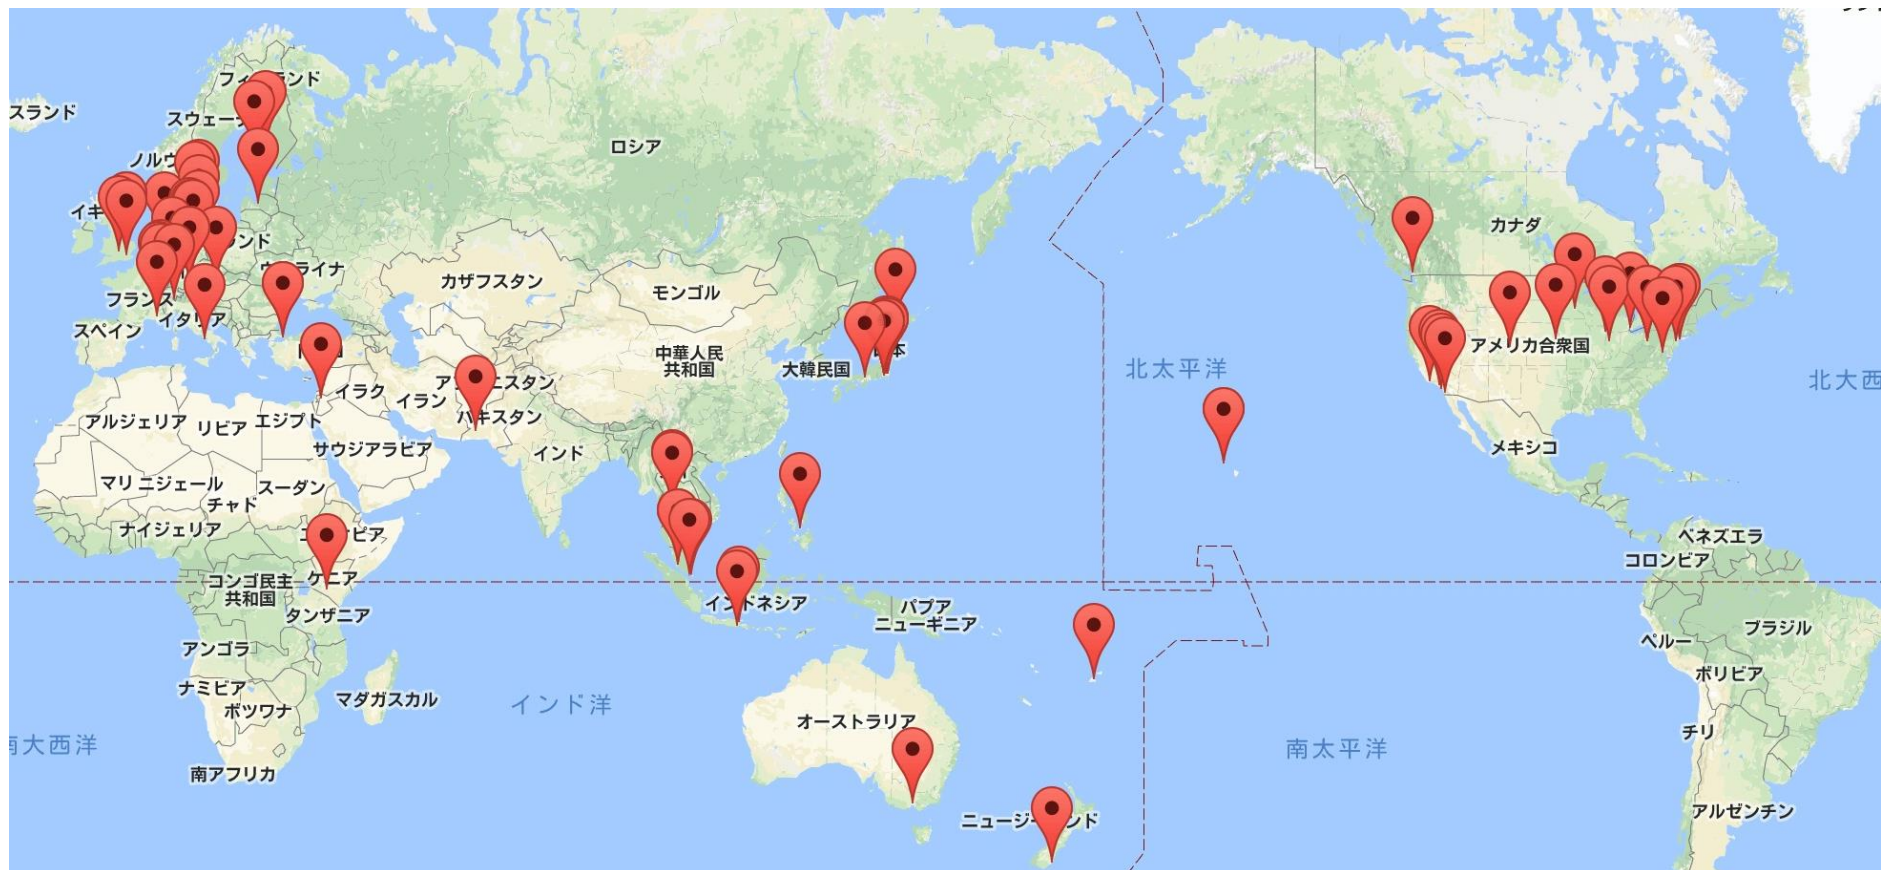 フィ
ンランド
スランド
スウェー
ロシア
ノルウ
イギ
カナダ
ランド
ウ
ライナ
カザフスタン
モンゴル
フランス
イタリア
スペイン
アメリカ合衆国
中華人民
共和国
大韓民国
本
北太平洋
北大西
ア
ニスタン
イラク
イラン
パキスタン
アルジェリア
リビア
エジプト
サウジアラビア
インド
メキシコ
マリ
ニジェール
スーダン
チャド
ナイジェリア
エ
オピア
ベネズエラ
コロンビア
コンゴ民主
共和国
ケニア
タンザニア
インドネシア
パプア
ニューギニア
ペルー
ブラジル
アンゴラ
ボリビア
ナミビア
マダガスカル
ボツワナ
インド洋
オーストラリア
チリ
南大西洋
南太平洋
南アフリカ
ニュージ
ンド
アルゼンチン